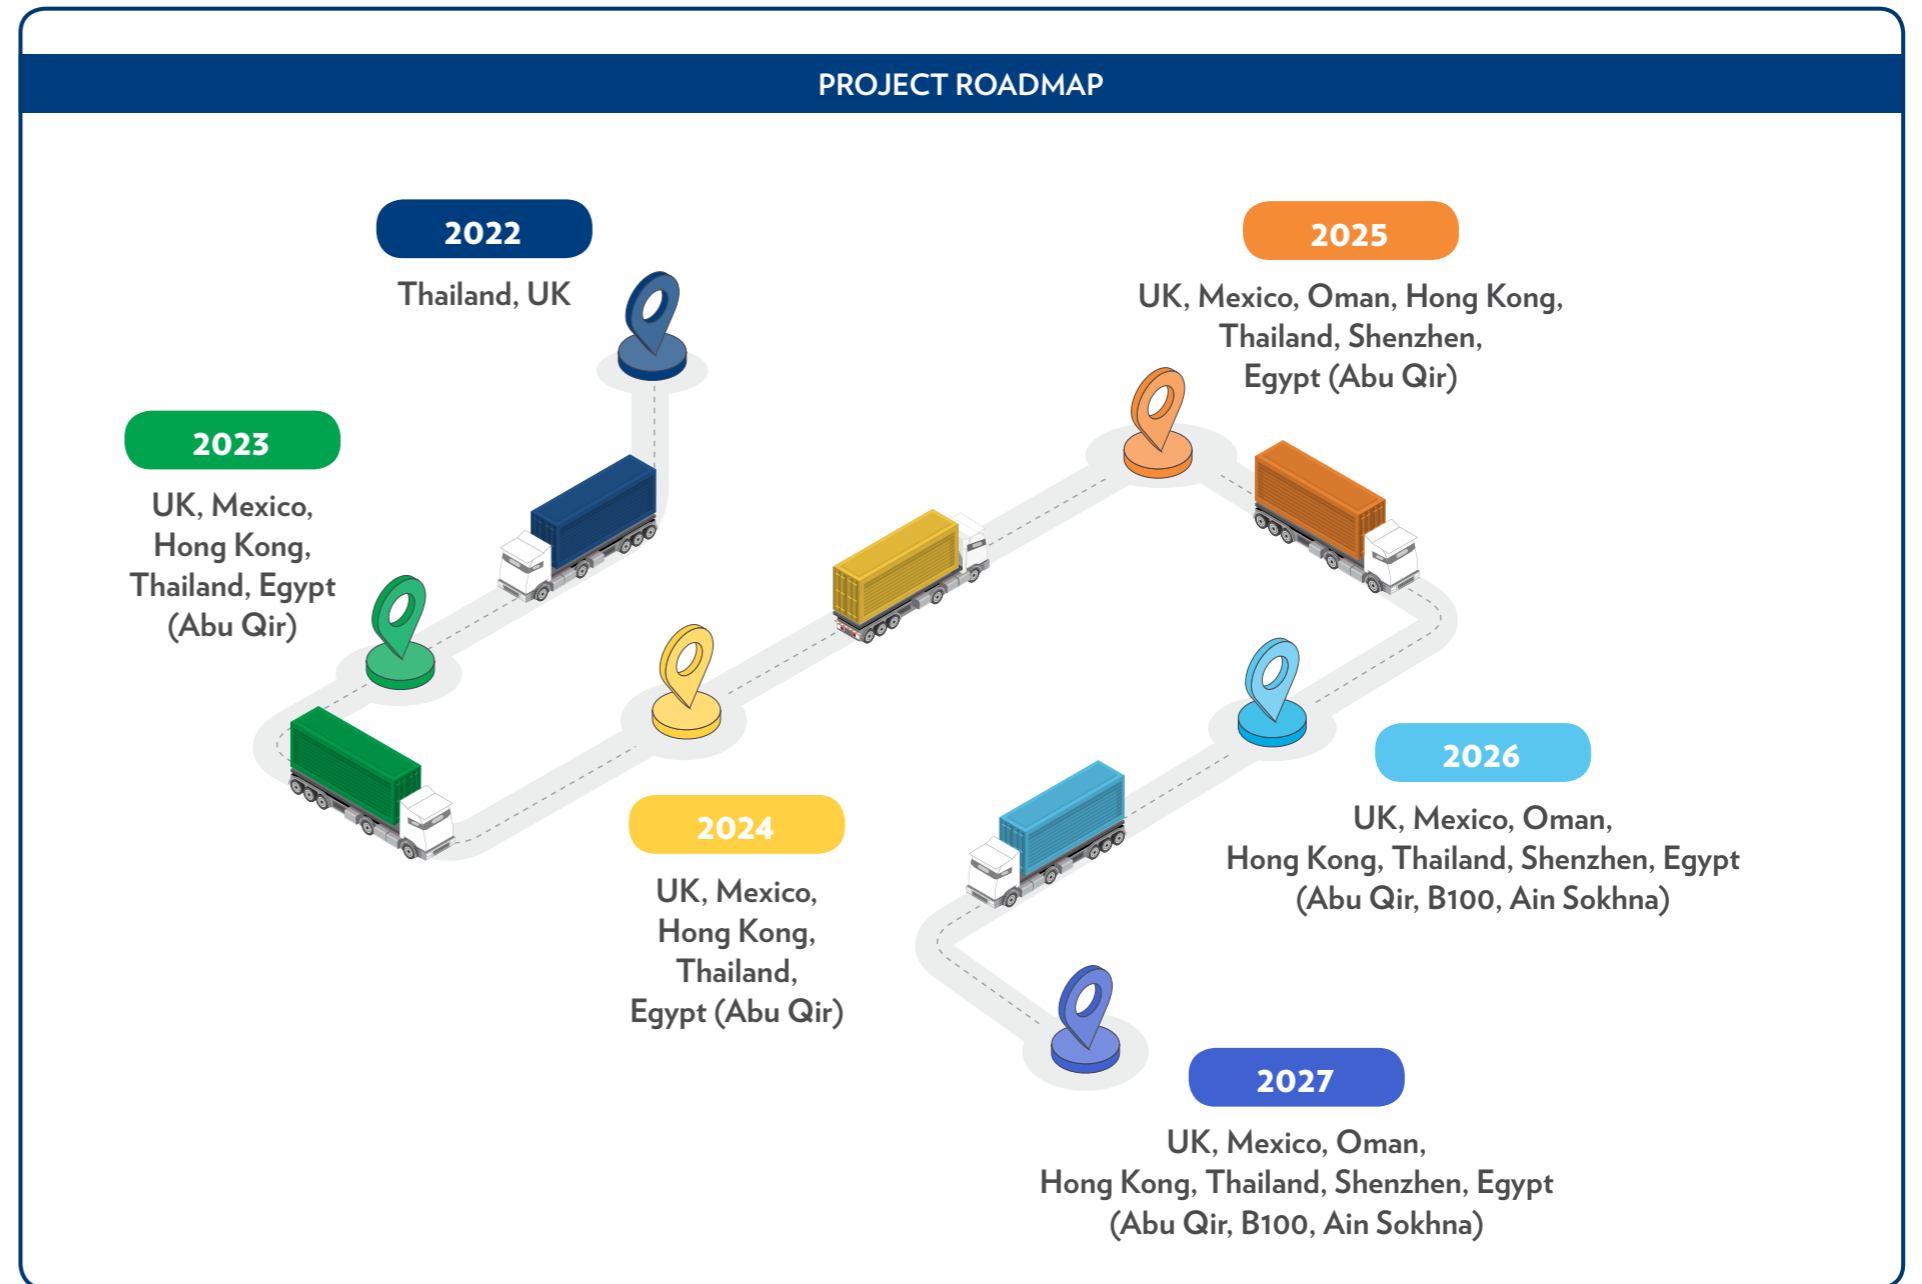 PROJECT ROADMAP
2022
Thailand, UK
2023
UK, Mexico,
Hong Kong,
Thailand, Egypt
(Abu Qir)
2024
UK, Mexico,
Hong Kong,
Thailand,
Egypt (Abu Qir)
2025
UK, Mexico, Oman, Hong Kong,
Thailand, Shenzhen,
Egypt (Abu Qir)
2026
UK, Mexico, Oman,
Hong Kong, Thailand, Shenzhen, Egypt
(Abu Qir, B100, Ain Sokhna)
2027
UK, Mexico, Oman,
Hong Kong, Thailand, Shenzhen, Egypt
(Abu Qir, B100, Ain Sokhna)